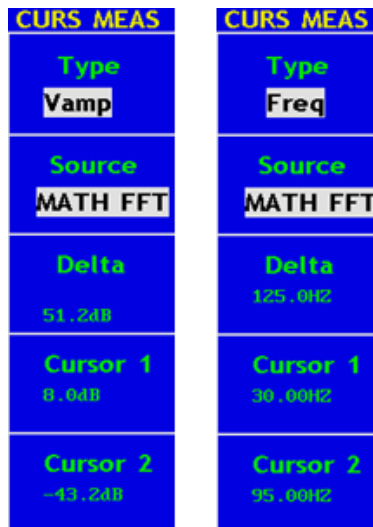 CURS MEAS
Type
Vamp
Source
MATH FFT
Delta
51.2dB
Cursor 1
8.0dB
Cursor 2
-43.2dB
CURS MEAS
Type
Freq
Source
MATH FFT
Delta
125.0HZ
Cursor 1
30.00HZ
Cursor 2
95.00HZ